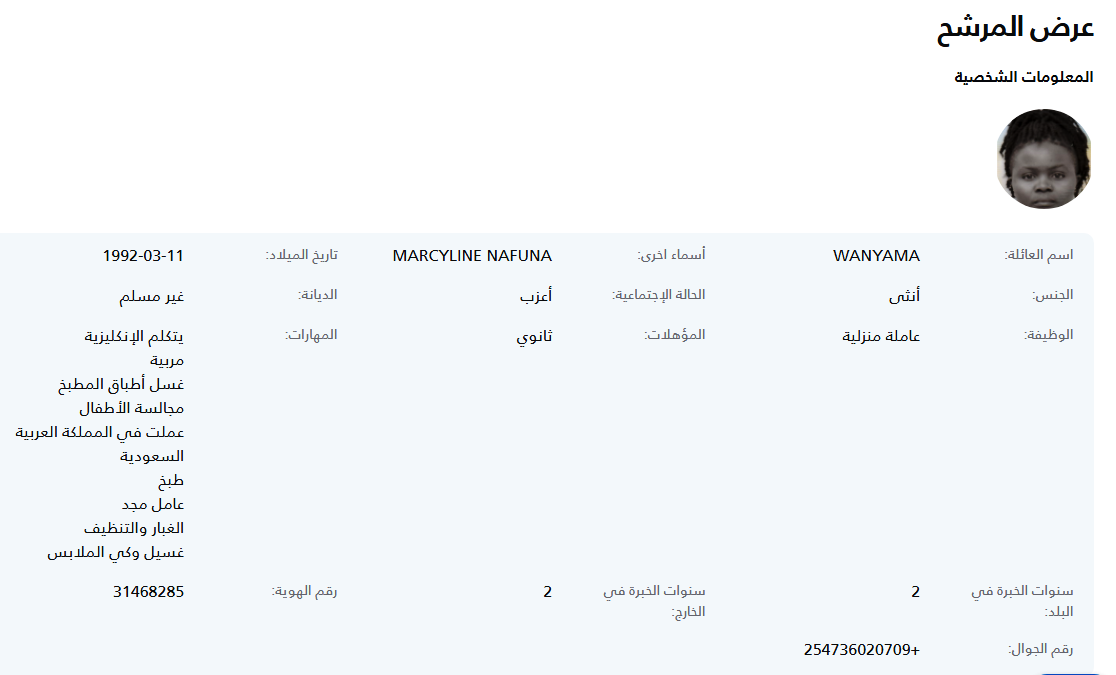 عرض المرشح
المعلومات الشخصية
اسم العائلة: WANYAMA أسماء اخرى: MARCYLINE NAFUNA تاريخ الميلاد: 1992-03-11
الجنس: أنثى الحالة الإجتماعية: أعزب الديانة: غير مسلم
الوظيفة: عاملة منزلية المؤهلات: ثانوي المهارات: يتكلم الإنكليزية
مربية
غسل أطباق المطبخ
مجالسة الأطفال
عملت في المملكة العربية
السعودية
طبخ
عامل مجد
الغبار والتنظيف
غسيل وكي الملابس
سنوات الخبرة في 2 سنوات الخبرة في 2 رقم الهوية: 31468285
البلد: الخارج:
رقم الجوال: +254736020709